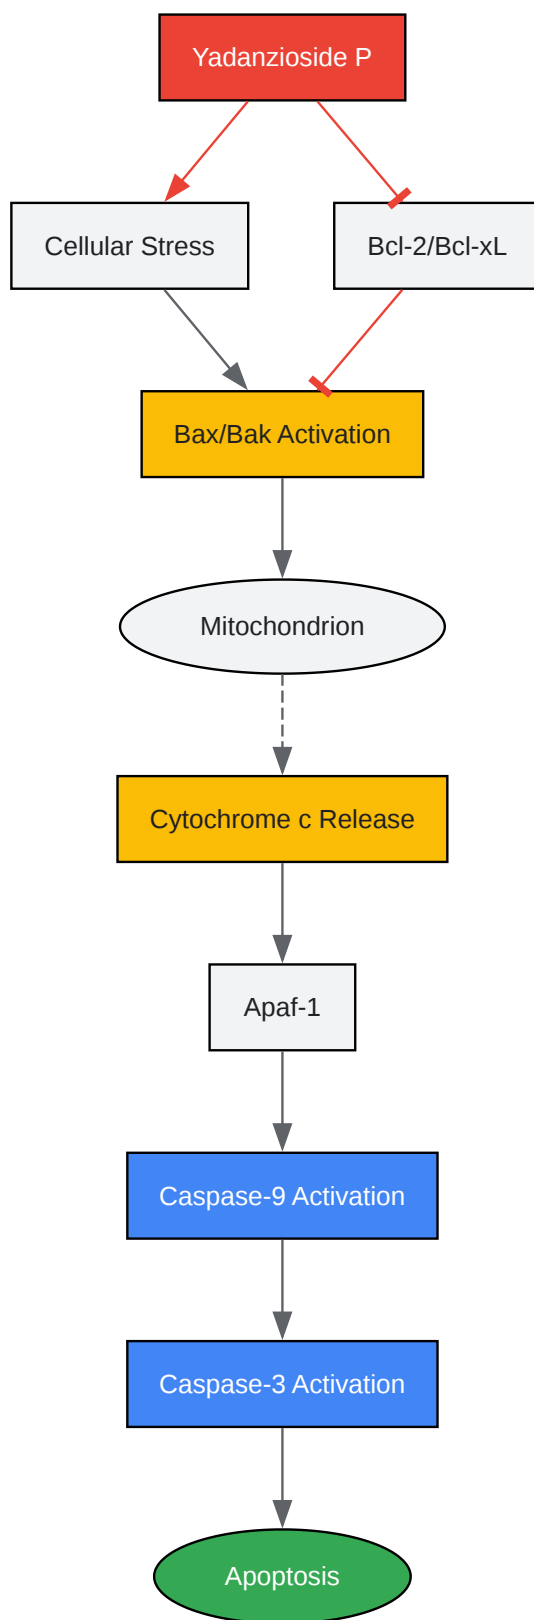 Yadanzioside P
Cellular Stress
Bcl-2/Bcl-xL
Bax/Bak Activation
Mitochondrion
Cytochrome c Release
Apaf-1
Caspase-9 Activation
Caspase-3 Activation
Apoptosis